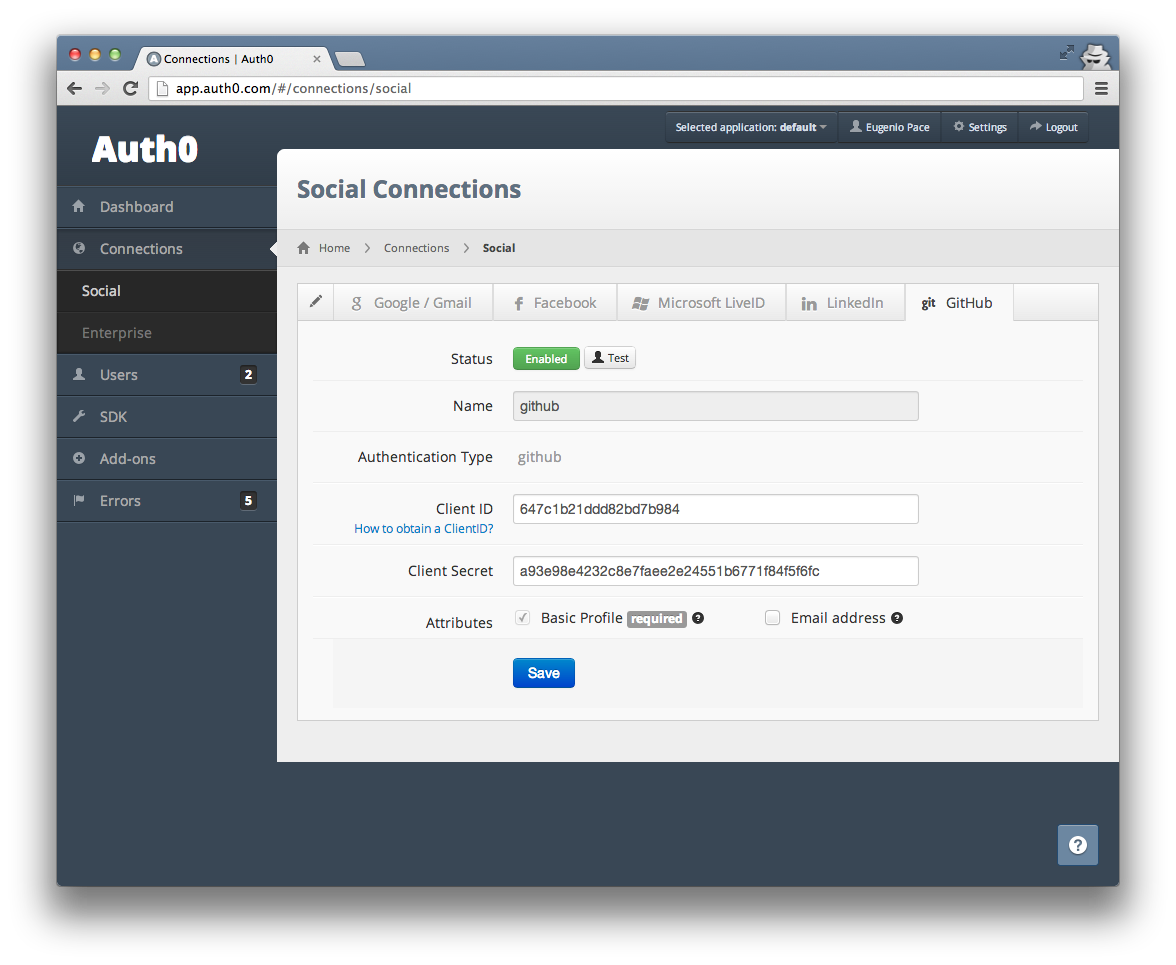 Connections | Auth0
app.auth0.com/#/connections/social
Selected application: default
Eugenio Pace
Settings
Logout
Auth0
Dashboard
Connections
Social
Enterprise
Users 2
SDK
Add-ons
Errors 5
Social Connections
Home > Connections > Social
g Google / Gmail
f Facebook
Microsoft LiveID
in LinkedIn
git GitHub
Status Enabled Test
Name github
Authentication Type github
Client ID 647c1b21ddd82bd7b984
How to obtain a ClientID?
Client Secret a93e98e4232c8e7faee2e24551b6771f84f5f6fc
Attributes Basic Profile required ? Email address ?
Save
?